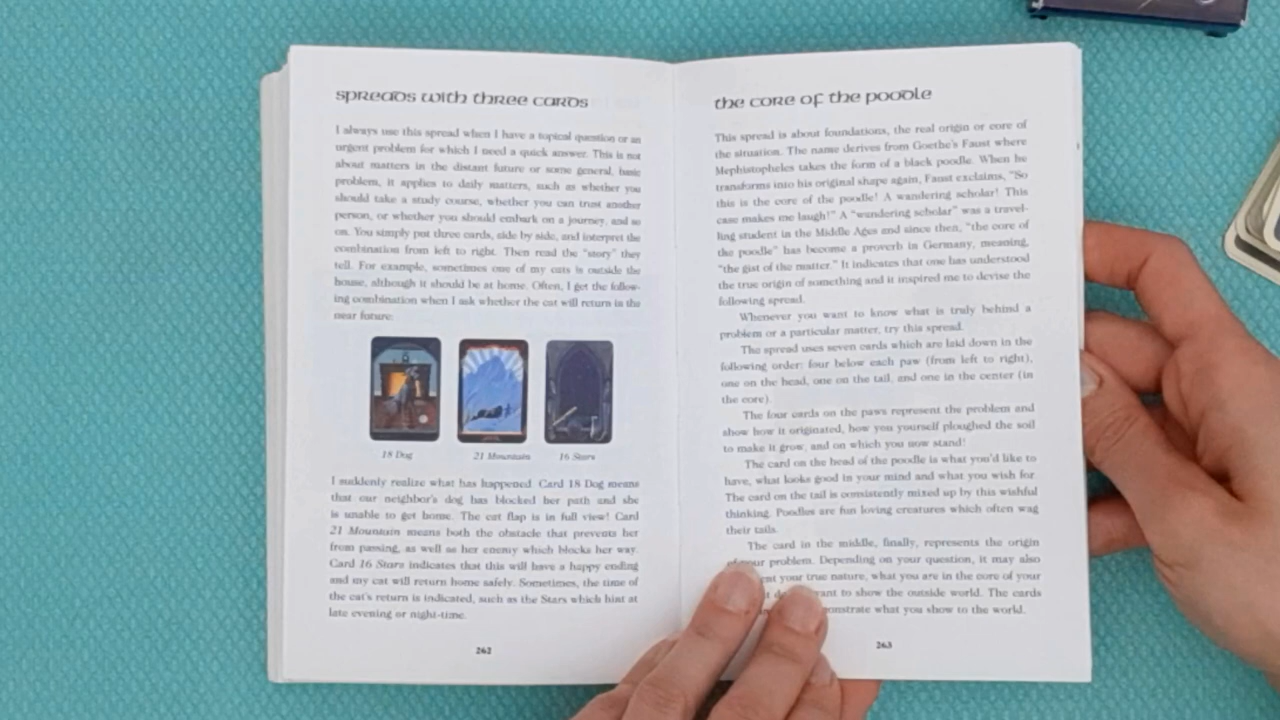 spreads with three cards
I always use this spread when I have a topical question or an
urgent problem for which I need a quick answer. This is not
about matters in the distant future or some general, basic
problem, it applies to daily matters, such as whether you
should take a study course, whether you can trust another
person, or whether you should embark on a journey, and so
on. You simply put three cards, side by side, and interpret the
combination from left to right. Then read the "story" they
tell. For example, sometimes one of my cats is outside the
house, although it should be at home. Often, I get the follow-
ing combination when I ask whether the cat will return in the
near future:
18 Dog
21 Mountain
16 Stars
I suddenly realize what has happened. Card 18 Dog means
that our neighbor's dog has blocked her path and she
is unable to get home. The cat flap is in full view! Card
21 Mountain means both the obstacle that prevents her
from passing, as well as her enemy which blocks her way.
Card 16 Stars indicates that this will have a happy ending
and my cat will return home safely. Sometimes, the time of
the cat's return is indicated, such as the Stars which hint at
late evening or night-time.
262
the core of the poodle
This spread is about foundations, the real origin or core of
the situation. The name derives from Goethe's Faust where
Mephistopheles takes the form of a black poodle. When he
transforms into his original shape again, Faust exclaims, "So
this is the core of the poodle! A wandering scholar! This
case makes me laugh!" A "wandering scholar" was a travel-
ling student in the Middle Ages and since then, "the core of
the poodle" has become a proverb in Germany, meaning,
"the gist of the matter." It indicates that one has understood
the true origin of something and it inspired me to devise the
following spread.
Whenever you want to know what is truly behind a
problem or a particular matter, try this spread.
The spread uses seven cards which are laid down in the
following order: four below each paw (from left to right),
one on the head, one on the tail, and one in the center (in
the core).
The four cards on the paws represent the problem and
show how it originated, how you yourself ploughed the soil
to make it grow, and on which you now stand!
The card on the head of the poodle is what you'd like to
have, what looks good in your mind and what you wish for.
The card on the tail is consistently mixed up by this wishful
thinking. Poodles are fun loving creatures which often wag
their tails.
The card in the middle, finally, represents the origin
of your problem. Depending on your question, it may also
your true nature, what you are in the core of your
to show the outside world. The cards
what you show to the world.
263